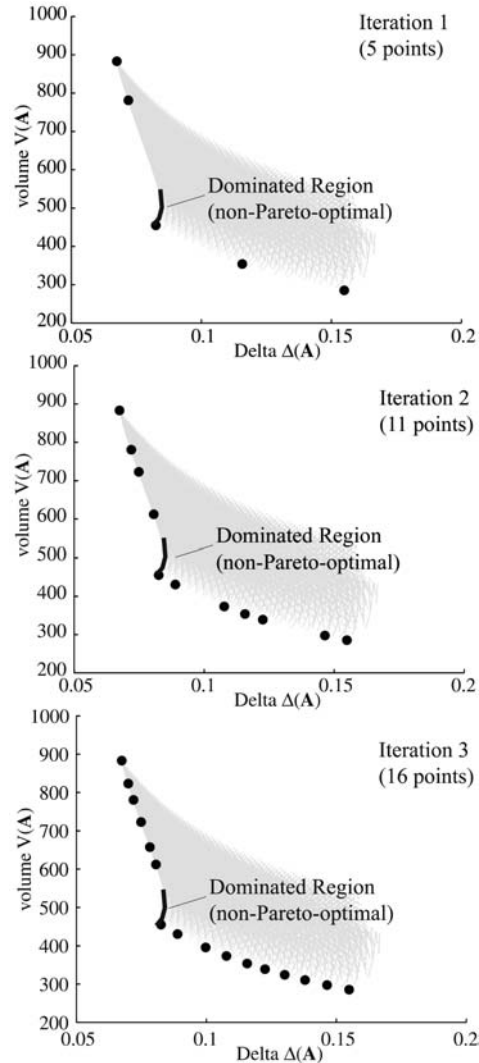 Iteration 1
(5 points)
1000
900
800
700
600
500
400
300
200
volume V(A)
Dominated Region
(non-Pareto-optimal)
0.05
0.1
0.15
0.2
Delta Δ(A)
Iteration 2
(11 points)
1000
900
800
700
600
500
400
300
200
volume V(A)
Dominated Region
(non-Pareto-optimal)
0.05
0.1
0.15
0.2
Delta Δ(A)
Iteration 3
(16 points)
1000
900
800
700
600
500
400
300
200
volume V(A)
Dominated Region
(non-Pareto-optimal)
0.05
0.1
0.15
0.2
Delta Δ(A)